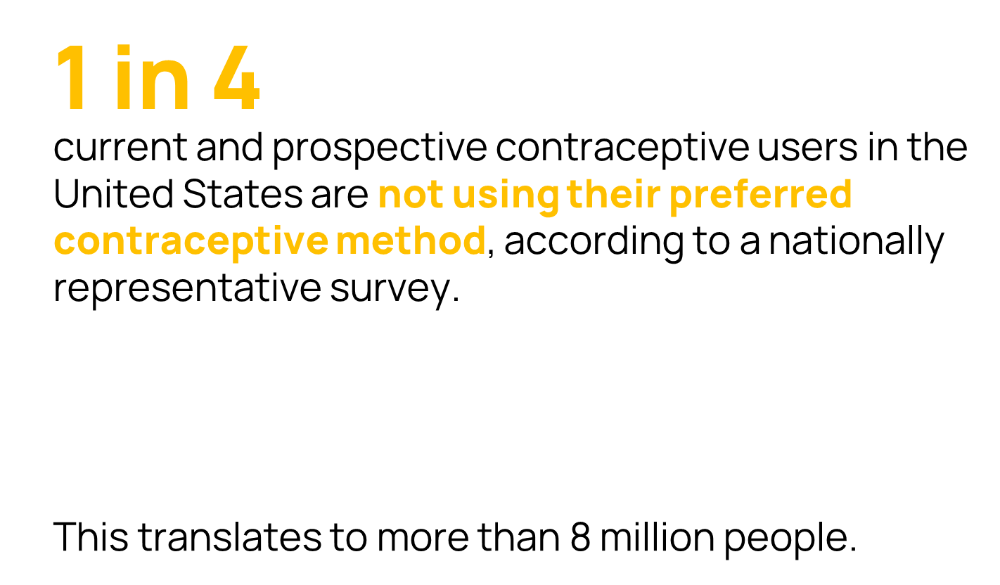 1 in 4
current and prospective contraceptive users in the
United States are not using their preferred
contraceptive method, according to a nationally
representative survey.
This translates to more than 8 million people.